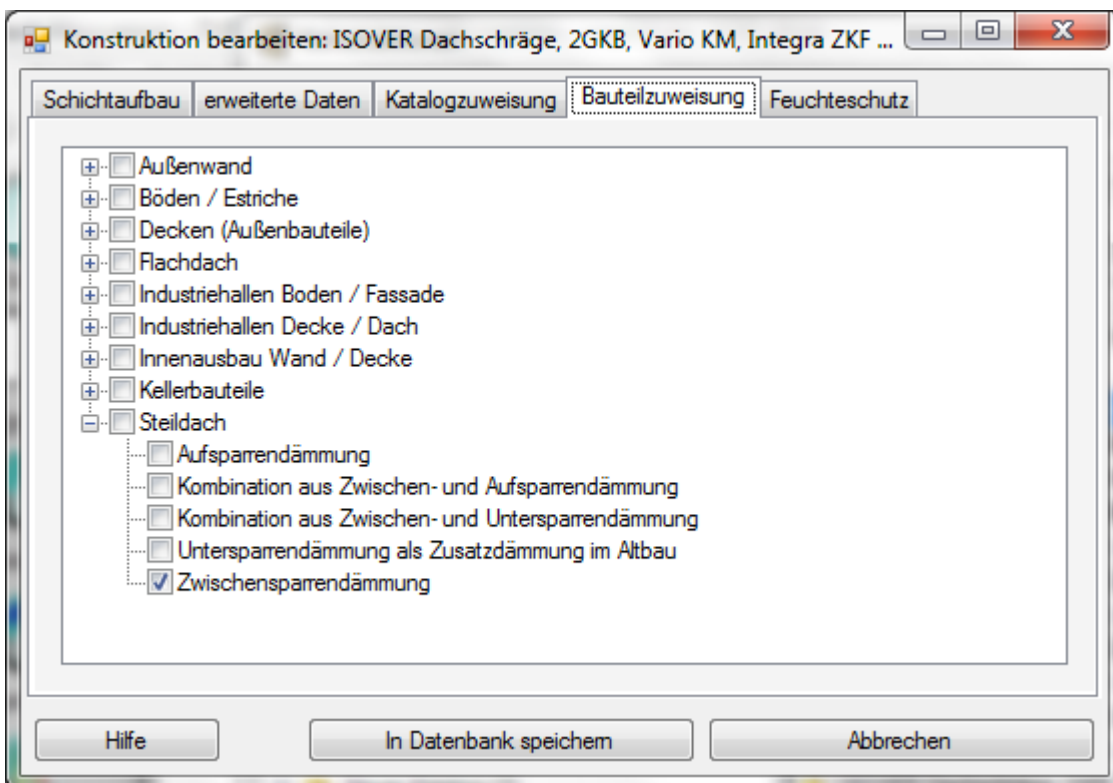 Konstruktion bearbeiten: ISOVER Dachschräge, 2GKB, Vario KM, Integra ZKF ...
Schichtaufbau erweiterte Daten Katalogzuweisung Bauteilzuweisung Feuchteschutz
Außenwand
Böden / Estriche
Decken (Außenbauteile)
Flachdach
Industriehallen Boden / Fassade
Industriehallen Decke / Dach
Innenausbau Wand / Decke
Kellerbauteile
Steildach
Aufsparrendämmung
Kombination aus Zwischen- und Aufsparrendämmung
Kombination aus Zwischen- und Untersparrendämmung
Untersparrendämmung als Zusatzdämmung im Altbau
Zwischensparrendämmung
Hilfe In Datenbank speichern Abbrechen